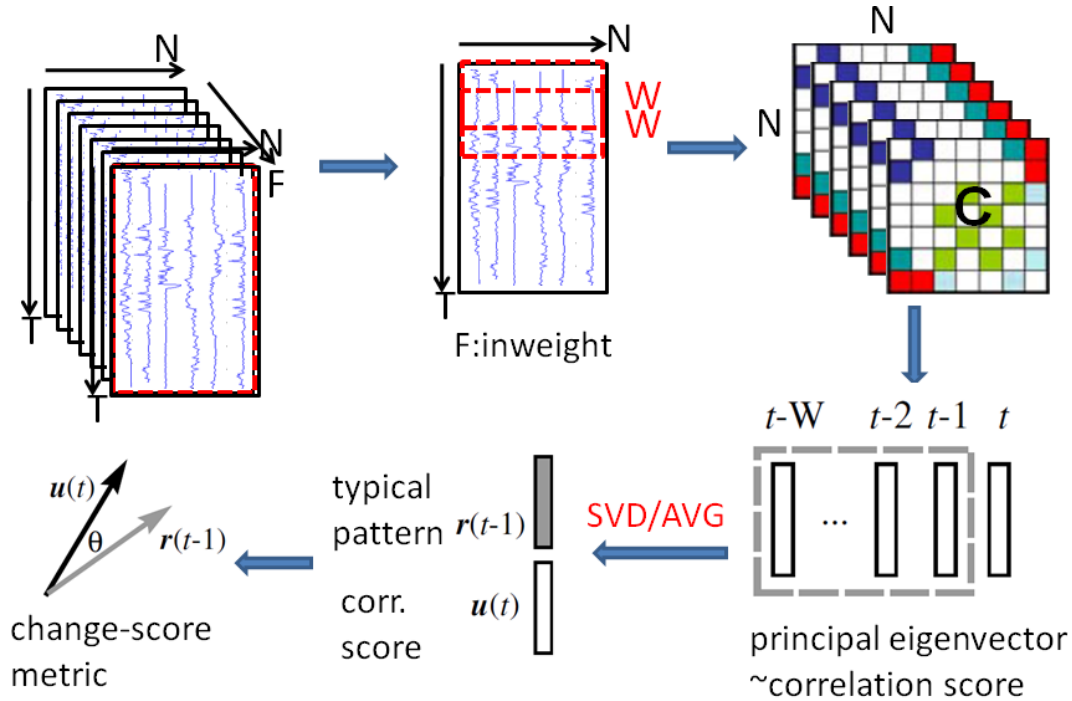 N
N
F
T
T
N
W
W
T
F:inweight
N
N
C
t-W
t-2
t-1
t
...
principal eigenvector
~correlation score
SVD/AVG
typical
pattern
r(t-1)
corr.
score
u(t)
u(t)
θ
r(t-1)
change-score
metric